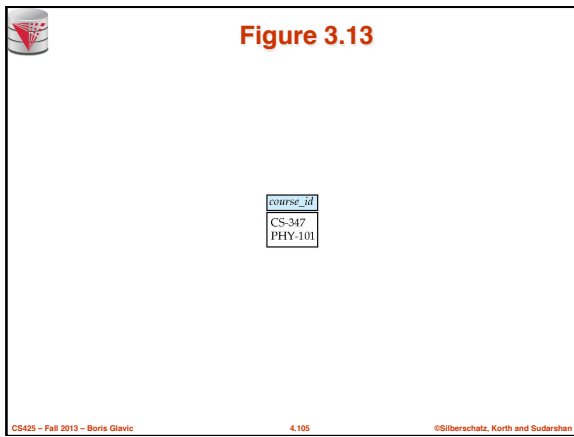 Figure 3.13
course_id
CS-347
PHY-101
CS425 – Fall 2013 – Boris Glavic
4.105
©Silberschatz, Korth and Sudarshan